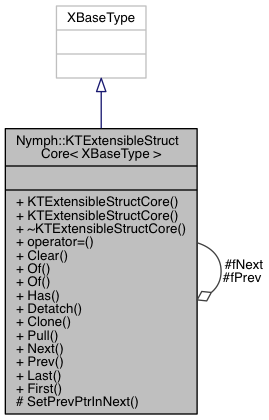 XBaseType
Nymph::KTExtensibleStruct
Core< XBaseType >
+ KTExtensibleStructCore()
+ KTExtensibleStructCore()
+ ~KTExtensibleStructCore()
+ operator=()
+ Clear()
+ Of()
+ Of()
+ Has()
+ Detatch()
+ Clone()
+ Pull()
+ Next()
+ Prev()
+ Last()
+ First()
# SetPrevPtrInNext()
#fNext
#fPrev